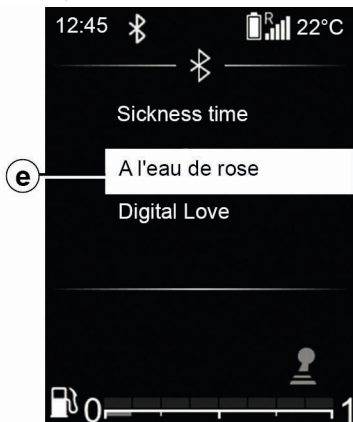 12:45 R 22°C
Sickness time
e A l'eau de rose
Digital Love
0 1